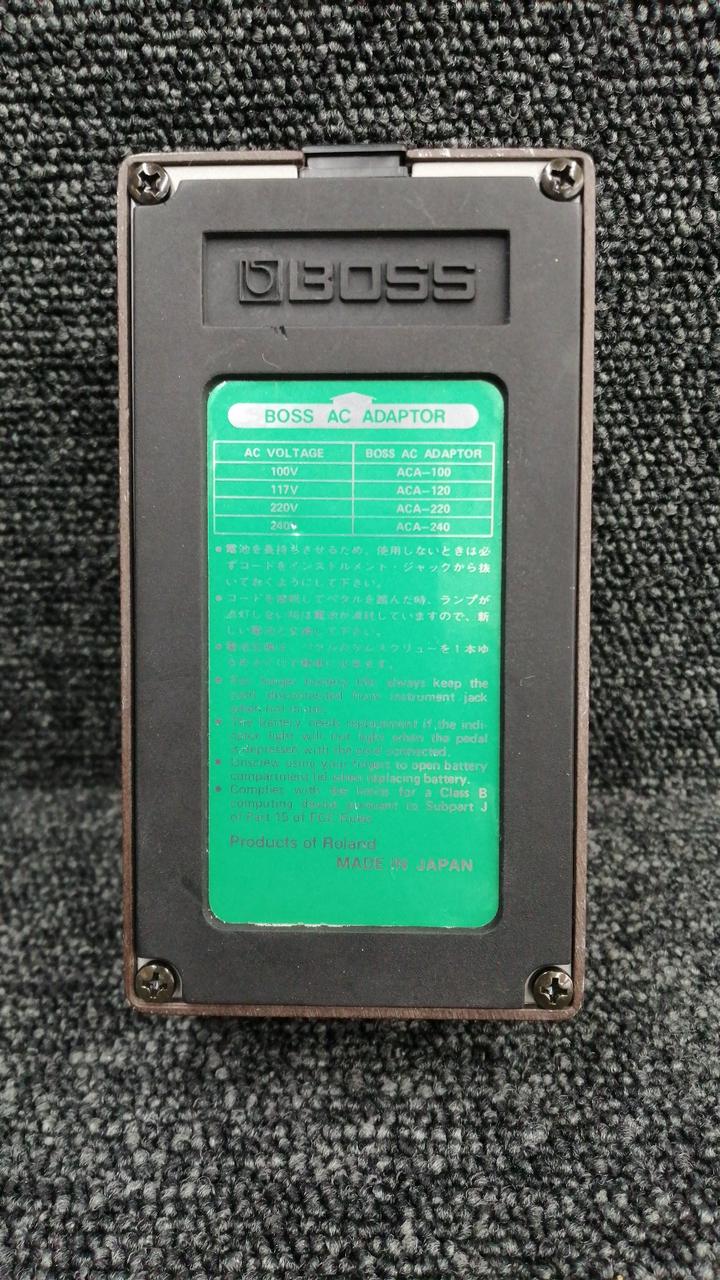 BOSS
BOSS AC ADAPTOR
AC VOLTAGE BOSS AC ADAPTOR
100V ACA-100
117V ACA-120
220V ACA-220
240V ACA-240
● 電池を長持ちさせるため、使用しないときは必
ずコードをインストルメント・ジャックから抜
いておくようにして下さい。
● コードを接続してペダルを踏んだ時、ランプが
点灯しない場合は電池が消耗していますので、新
しい電池と交換して下さい。
● For longer battery life, always keep the
cord disconnected from instrument jack
when not in use.
● The battery needs replacement if the indi-
cator light will not light when the pedal
is depressed with the cord connected.
● Unscrew using your fingers to open battery
compartment lid when replacing battery.
● Complies with the limits for a Class B
computing device pursuant to Subpart J
of Part 15 of FCC Rules.
Products of Roland
MADE IN JAPAN